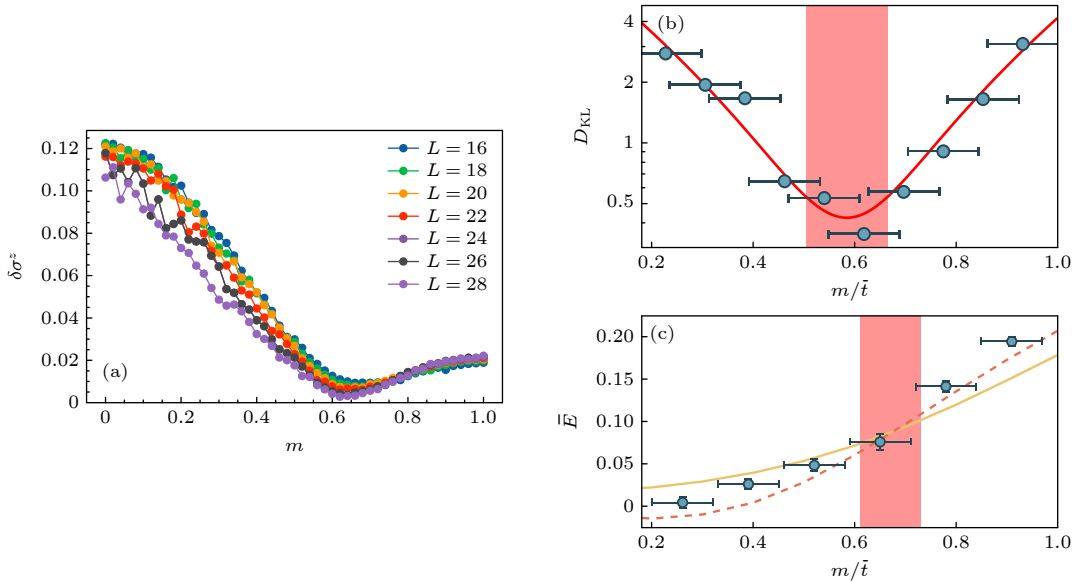 (a)
δσᶻ
0.12
0.10
0.08
0.06
0.04
0.02
0
0
0.2
0.4
0.6
0.8
1.0
m
L = 16
L = 18
L = 20
L = 22
L = 24
L = 26
L = 28
(b)
D_KL
4
2
1
0.5
0.2
0.4
0.6
0.8
1.0
m/t̄
(c)
E̿
0.20
0.15
0.10
0.05
0
0.2
0.4
0.6
0.8
1.0
m/t̄